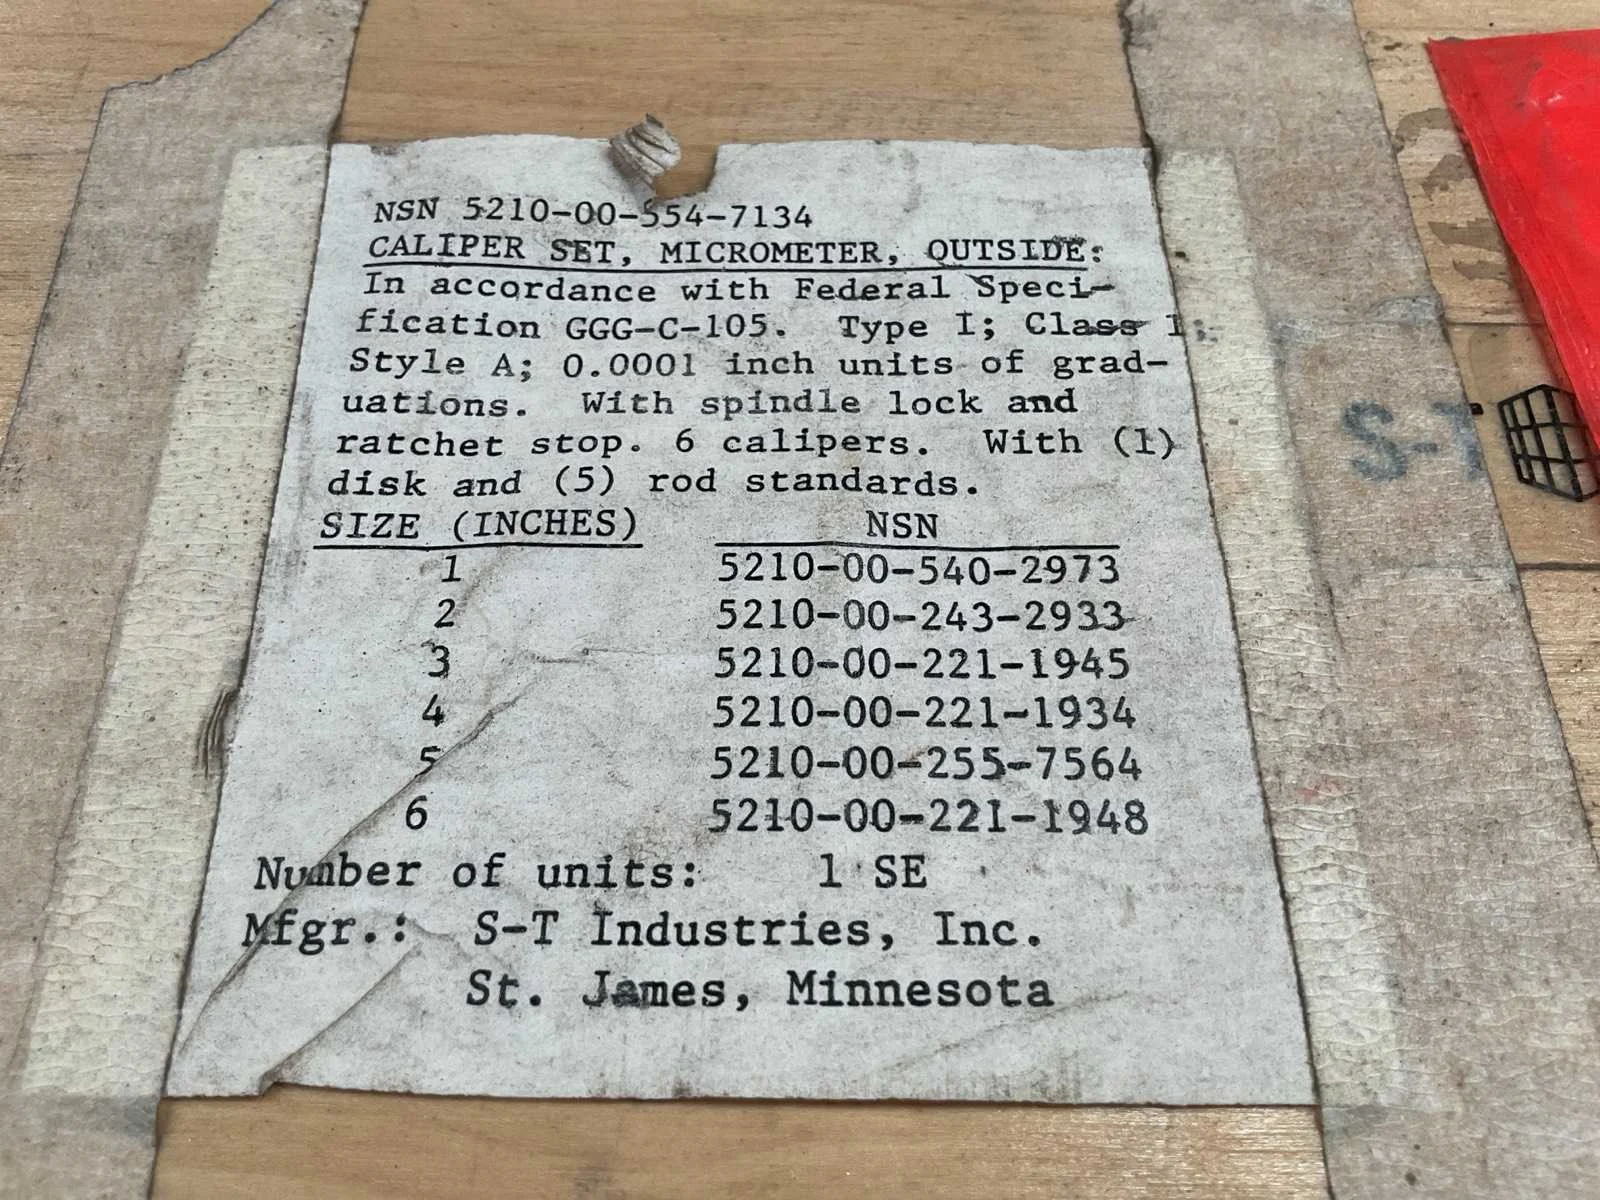 NSN 5210-00-554-7134
CALIPER SET, MICROMETER, OUTSIDE:
In accordance with Federal Speci-
fication GGG-C-105. Type I; Class 1;
Style A; 0.0001 inch units of grad-
uations. With spindle lock and
ratchet stop. 6 calipers. With (1)
disk and (5) rod standards.
SIZE (INCHES) NSN
1 5210-00-540-2973
2 5210-00-243-2933
3 5210-00-221-1945
4 5210-00-221-1934
5 5210-00-255-7564
6 5210-00-221-1948
Number of units: 1 SE
Mfgr.: S-T Industries, Inc.
St. James, Minnesota
S-T